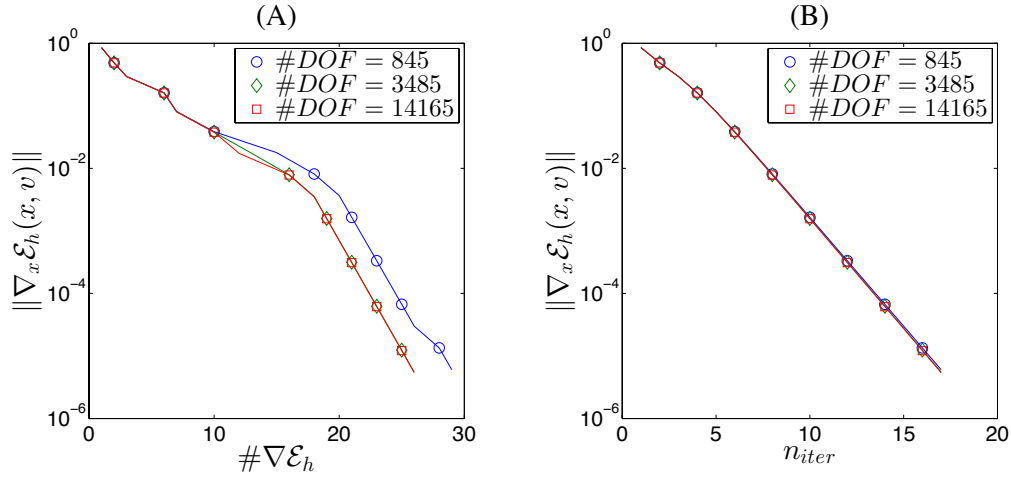 (A)
10^0
10^{-2}
10^{-4}
10^{-6}
‖∇_x ℰ_h(x, v)‖
#DOF = 845
#DOF = 3485
#DOF = 14165
0 10 20 30
#∇ℰ_h
(B)
10^0
10^{-2}
10^{-4}
10^{-6}
‖∇_x ℰ_h(x, v)‖
#DOF = 845
#DOF = 3485
#DOF = 14165
0 5 10 15 20
n_{iter}